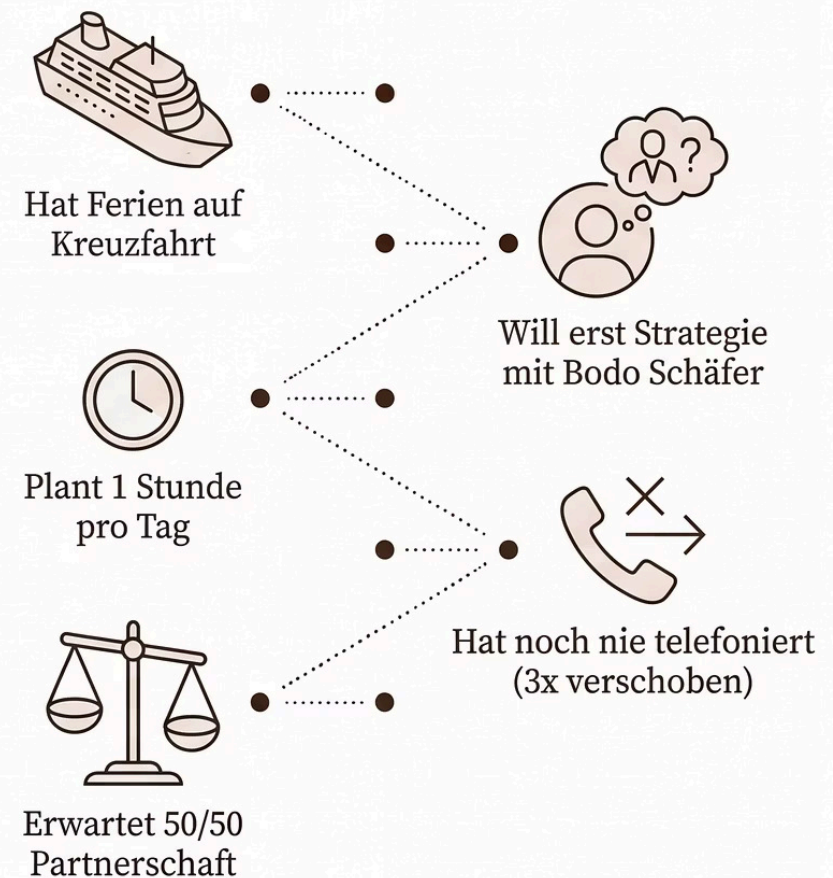 Hat Ferien auf
Kreuzfahrt
?
Will erst Strategie
mit Bodo Schäfer
Plant 1 Stunde
pro Tag
Hat noch nie telefoniert
(3x verschoben)
Erwartet 50/50
Partnerschaft